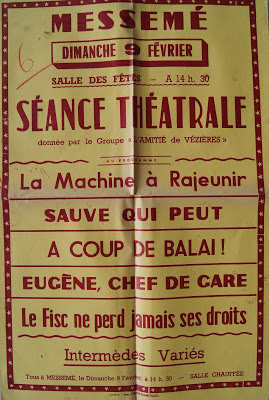 MESSEMÉ
DIMANCHE 9 FÉVRIER
6
SALLE DES FÊTES - A 14 h. 30
SÉANCE THÉATRALE
donnée par le Groupe « L'AMITIÉ DE VÉZIÈRES »
AU PROGRAMME
La Machine à Rajeunir
SAUVE QUI PEUT
A COUP DE BALAI !
EUGÈNE, CHEF DE GARE
Le Fisc ne perd jamais ses droits
Intermèdes Variés
Tous à MESSEMÉ, le Dimanche 9 Février, à 14 h. 30 - SALLE CHAUFFÉE